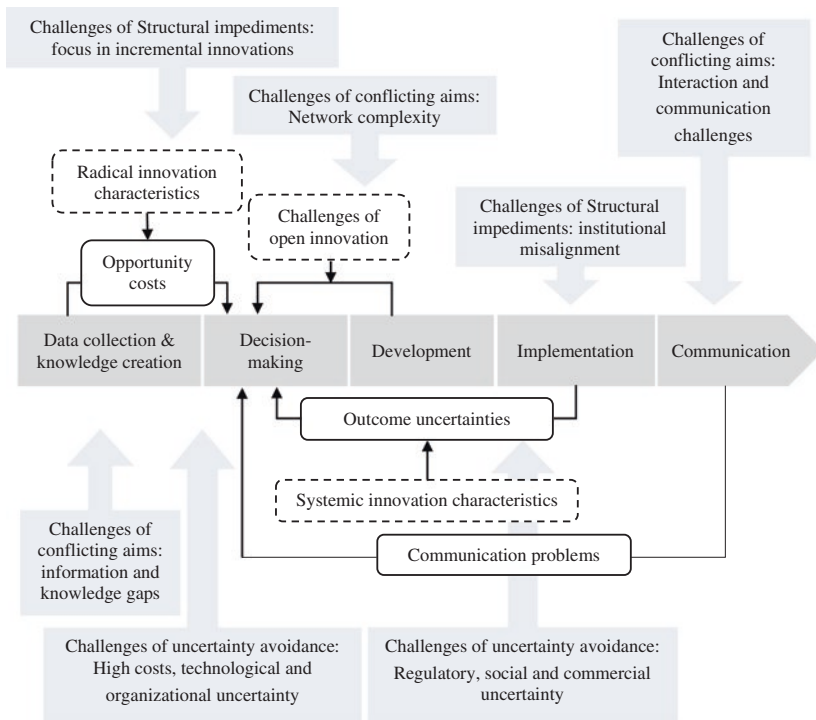 Challenges of Structural impediments:
focus in incremental innovations
Challenges of conflicting aims:
Network complexity
Challenges of
conflicting aims:
Interaction and
communication
challenges
Radical innovation
characteristics
Challenges of
open innovation
Challenges of Structural
impediments: institutional
misalignment
Opportunity
costs
Data collection &
knowledge creation
Decision-
making
Development
Implementation
Communication
Outcome uncertainties
Systemic innovation characteristics
Communication problems
Challenges of
conflicting aims:
information and
knowledge gaps
Challenges of uncertainty avoidance:
High costs, technological and
organizational uncertainty
Challenges of uncertainty avoidance:
Regulatory, social and commercial
uncertainty